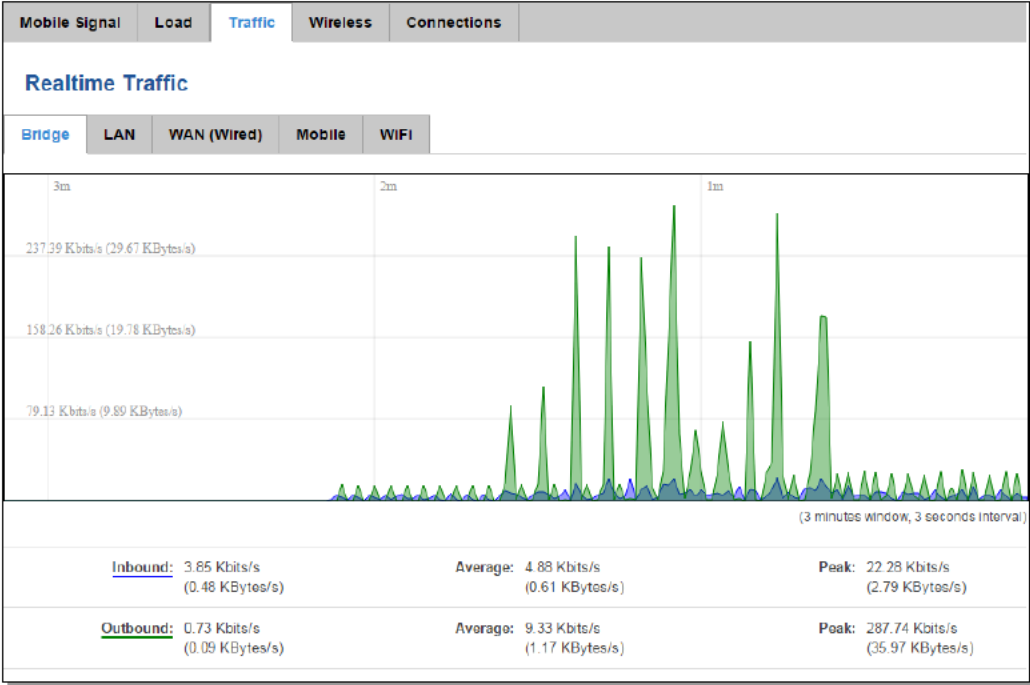 Mobile Signal Load Traffic Wireless Connections
Realtime Traffic
Bridge LAN WAN (Wired) Mobile WiFi
3m 2m 1m
237.39 Kbits/s (29.67 KBytes/s)
158.26 Kbits/s (19.78 KBytes/s)
79.13 Kbits/s (9.89 KBytes/s)
(3 minutes window, 3 seconds interval)
Inbound: 3.85 Kbits/s Average: 4.88 Kbits/s Peak: 22.28 Kbits/s
(0.48 KBytes/s) (0.61 KBytes/s) (2.79 KBytes/s)
Outbound: 0.73 Kbits/s Average: 9.33 Kbits/s Peak: 287.74 Kbits/s
(0.09 KBytes/s) (1.17 KBytes/s) (35.97 KBytes/s)